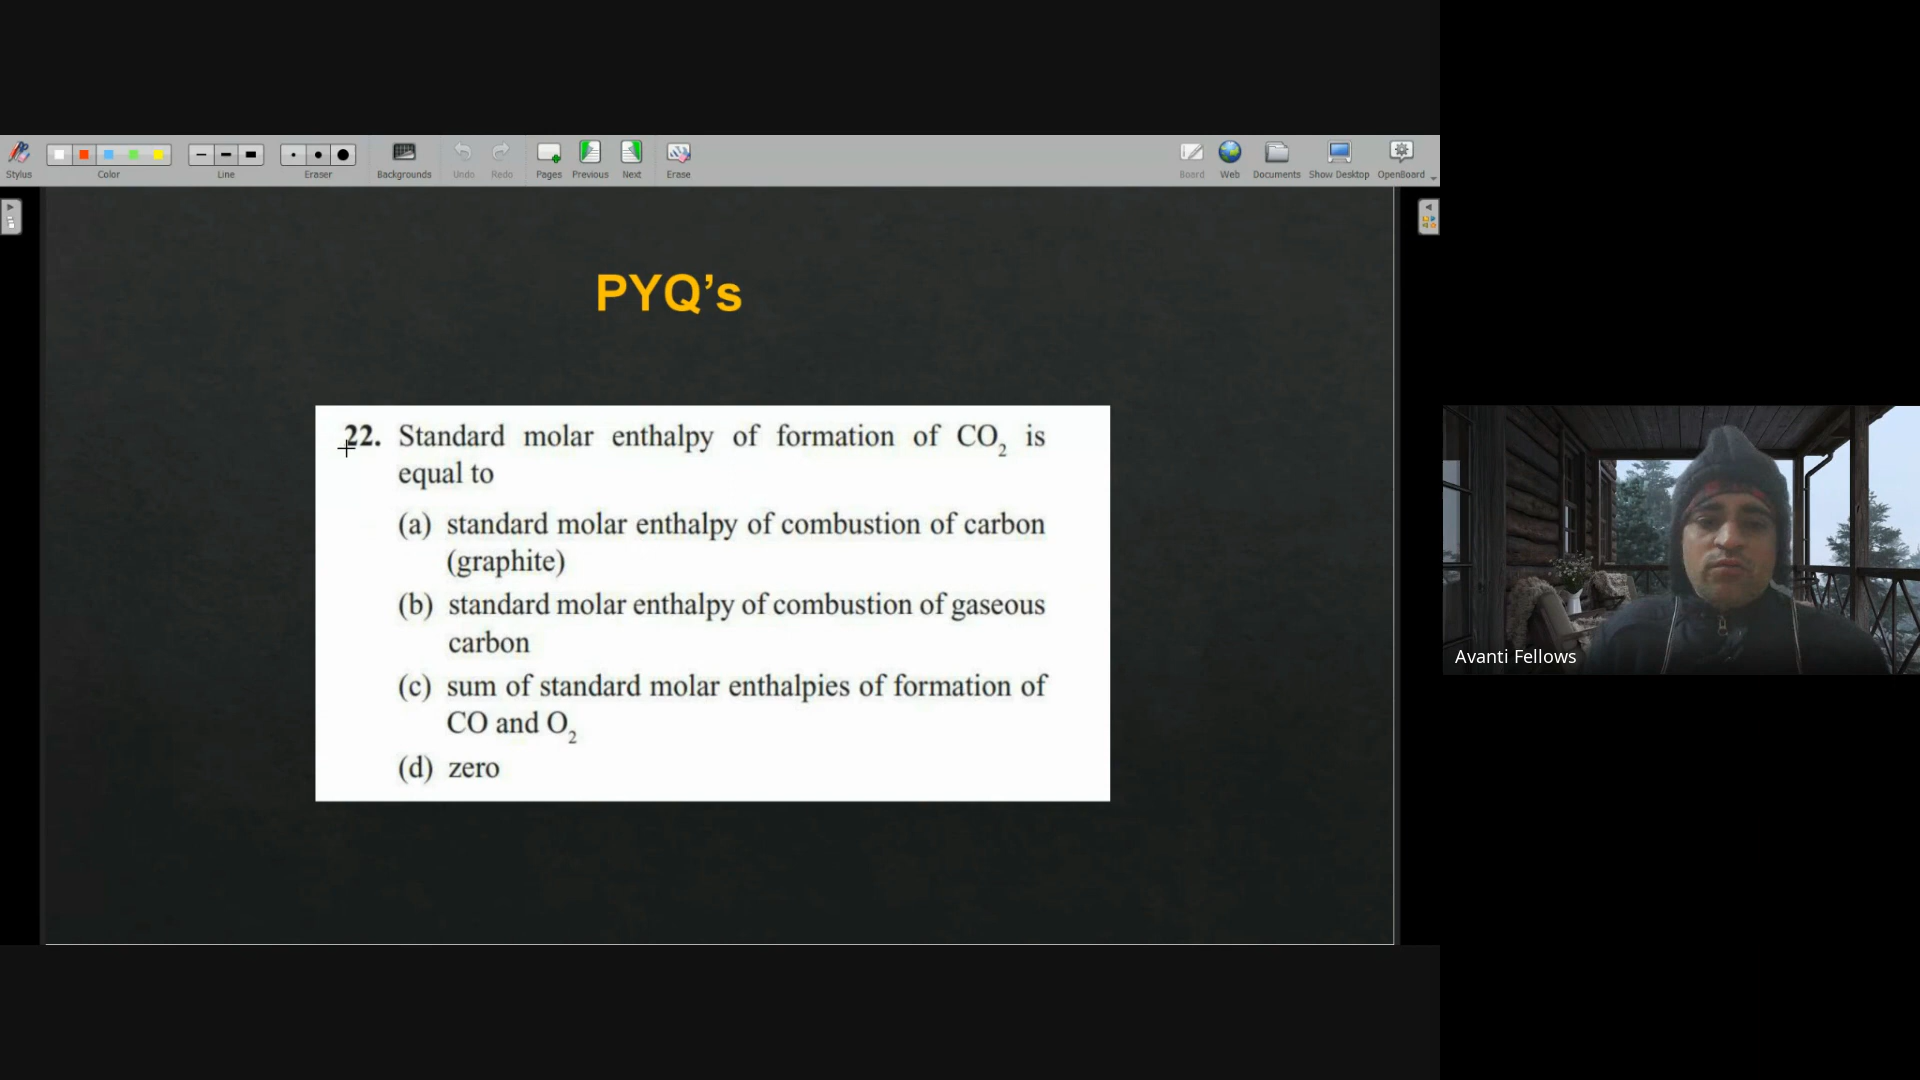 Stylus Color Line Eraser Backgrounds Undo Redo Pages Previous Next Erase Board Web Documents Show Desktop OpenBoard
PYQ’s
22. Standard molar enthalpy of formation of CO₂ is
equal to
(a) standard molar enthalpy of combustion of carbon
(graphite)
(b) standard molar enthalpy of combustion of gaseous
carbon
(c) sum of standard molar enthalpies of formation of
CO and O₂
(d) zero
Avanti Fellows